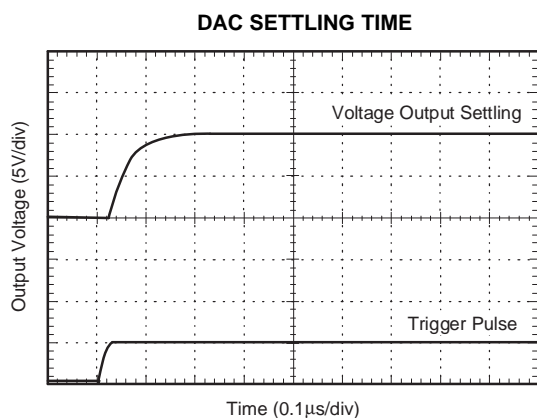 DAC SETTLING TIME
Output Voltage (5V/div)
Voltage Output Settling
Trigger Pulse
Time (0.1µs/div)